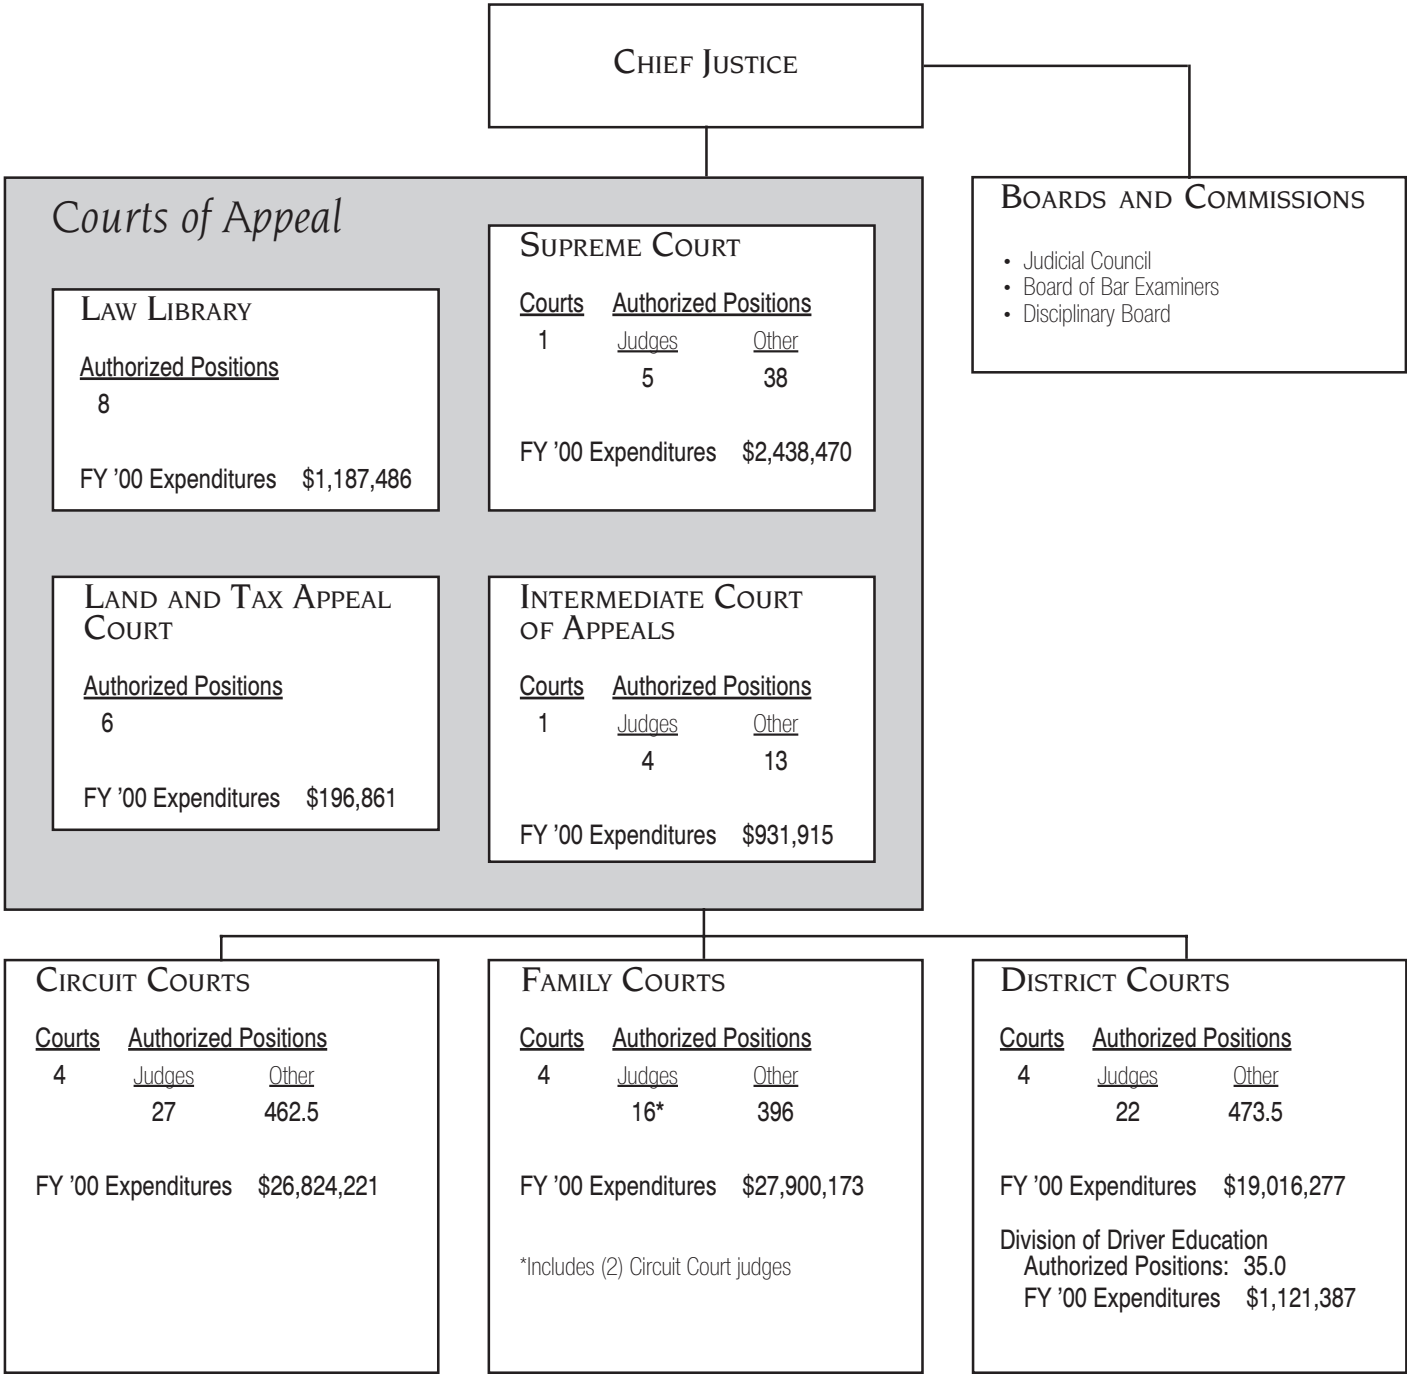 CHIEF JUSTICE
Courts of Appeal
LAW LIBRARY
Authorized Positions
8
FY '00 Expenditures $1,187,486
SUPREME COURT
Courts Authorized Positions
1 Judges Other
5 38
FY '00 Expenditures $2,438,470
LAND AND TAX APPEAL
COURT
Authorized Positions
6
FY '00 Expenditures $196,861
INTERMEDIATE COURT
OF APPEALS
Courts Authorized Positions
1 Judges Other
4 13
FY '00 Expenditures $931,915
BOARDS AND COMMISSIONS
• Judicial Council
• Board of Bar Examiners
• Disciplinary Board
CIRCUIT COURTS
Courts Authorized Positions
4 Judges Other
27 462.5
FY '00 Expenditures $26,824,221
FAMILY COURTS
Courts Authorized Positions
4 Judges Other
16* 396
FY '00 Expenditures $27,900,173
*Includes (2) Circuit Court judges
DISTRICT COURTS
Courts Authorized Positions
4 Judges Other
22 473.5
FY '00 Expenditures $19,016,277
Division of Driver Education
Authorized Positions: 35.0
FY '00 Expenditures $1,121,387